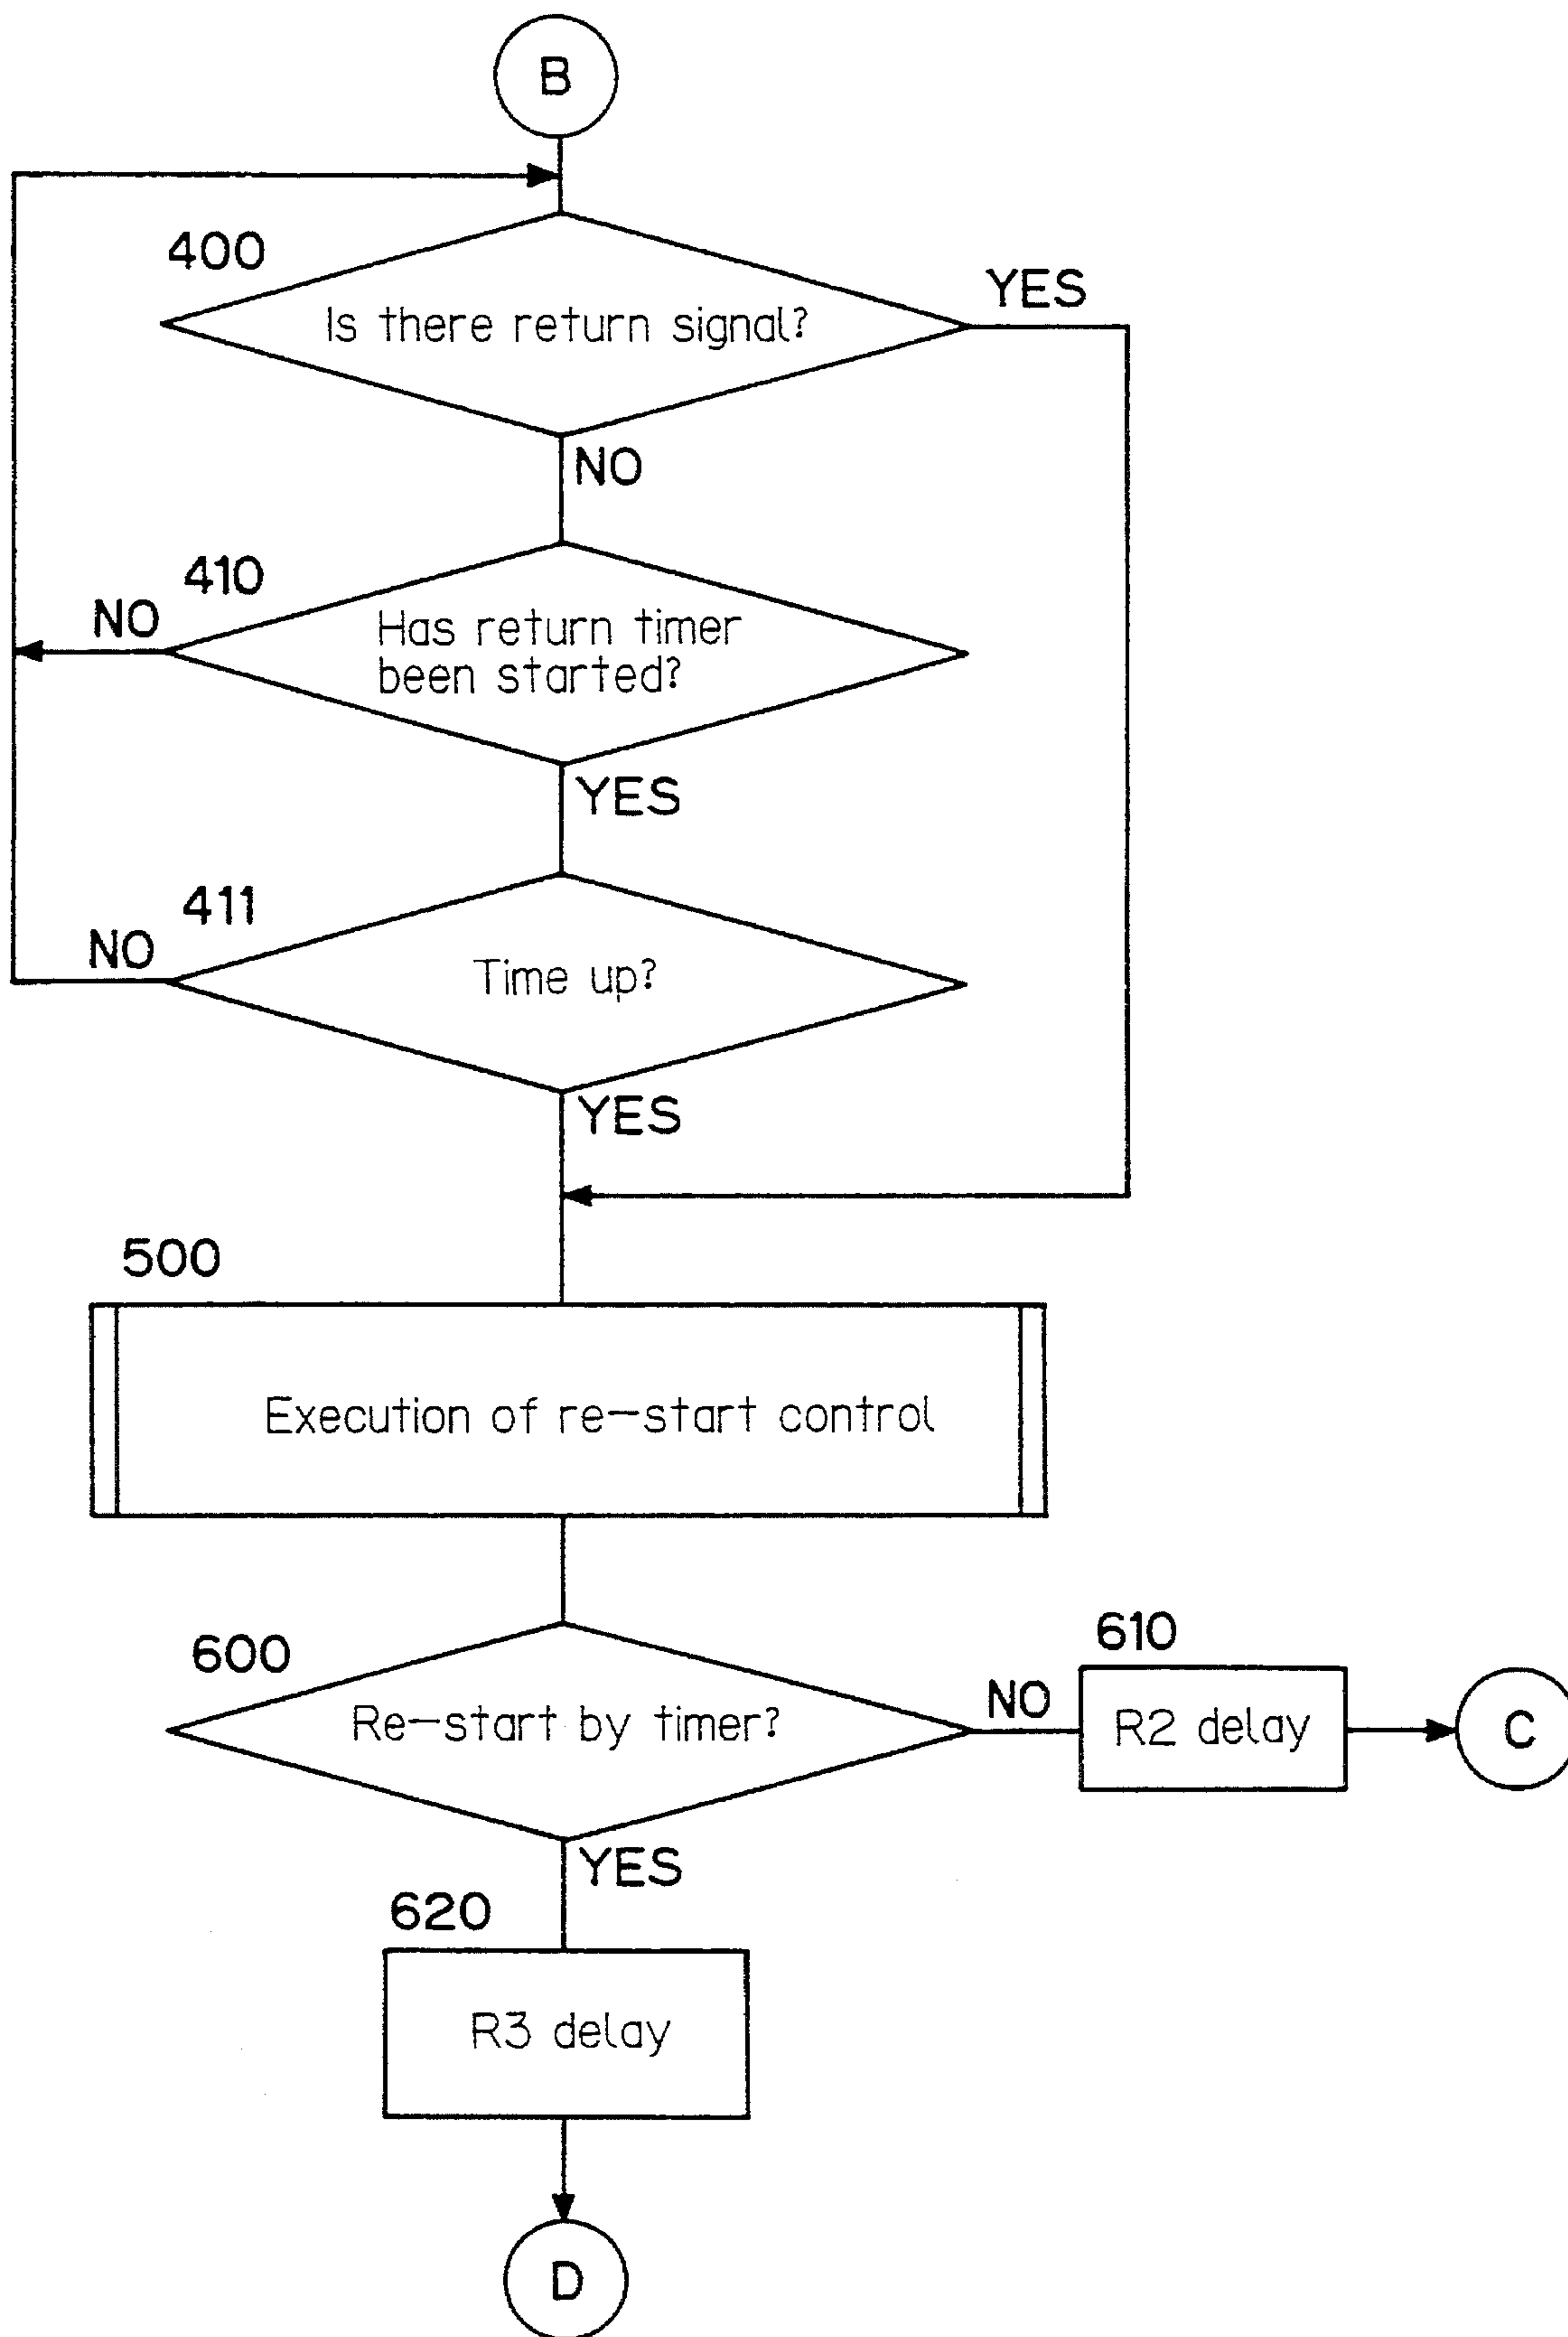 B
400
YES
Is there return signal?
NO
410
NO
Has return timer
been started?
YES
411
NO
Time up?
YES
500
Execution of re-start control
600
610
NO
Re-start by timer?
R2 delay
C
YES
620
R3 delay
D